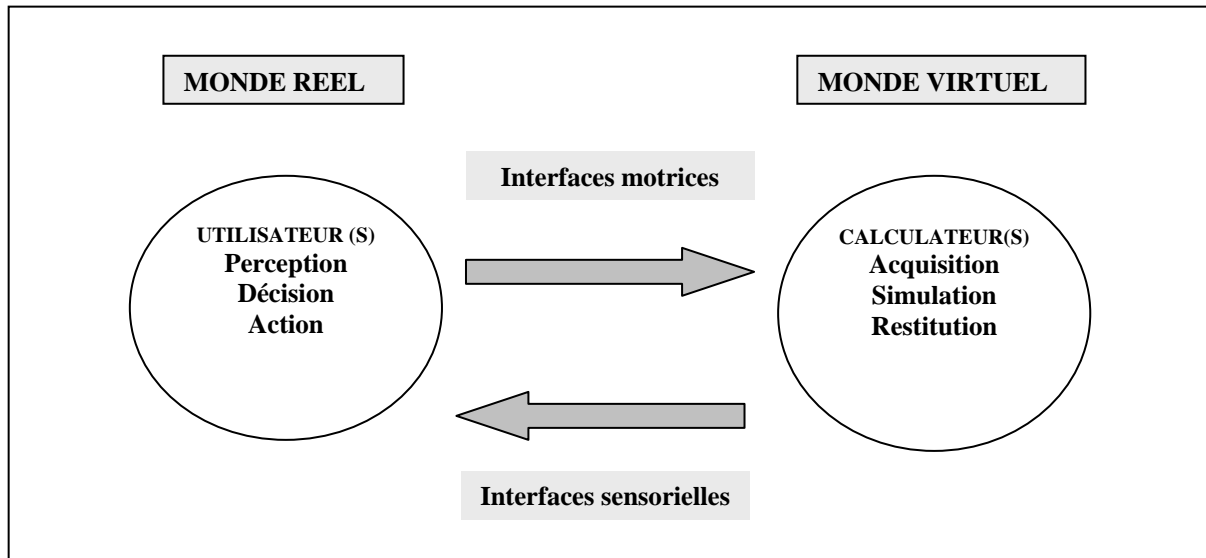 MONDE REEL
MONDE VIRTUEL
Interfaces motrices
UTILISATEUR (S)
Perception
Décision
Action
CALCULATEUR(S)
Acquisition
Simulation
Restitution
Interfaces sensorielles